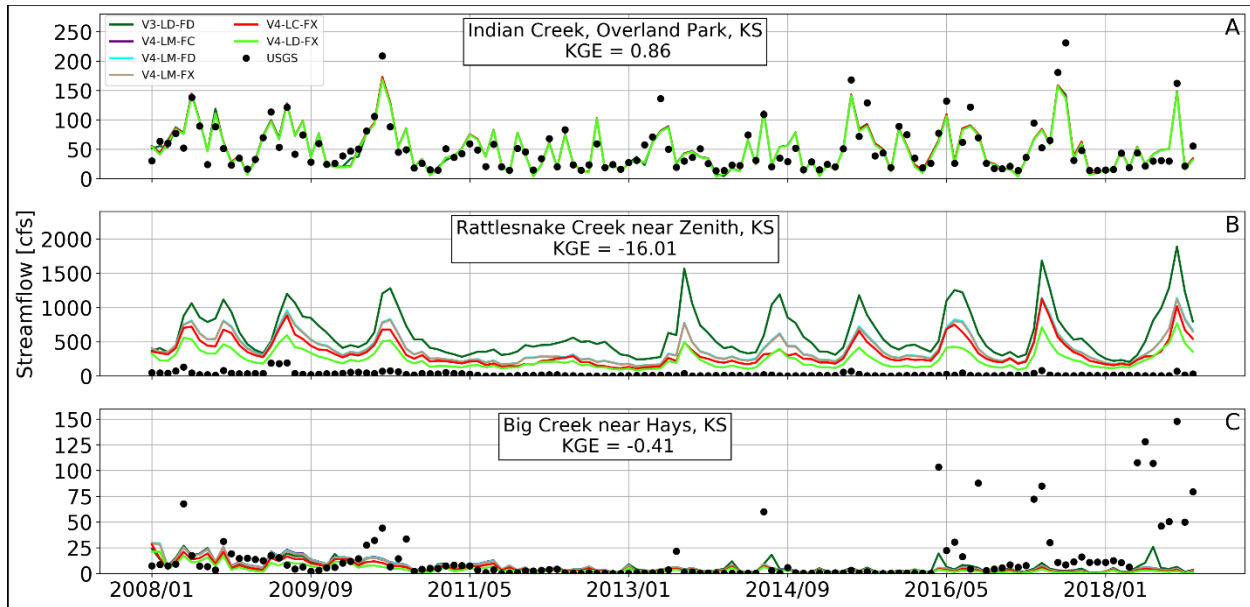 V3-LD-FD
V4-LM-FC
V4-LM-FD
V4-LM-FX
V4-LC-FX
V4-LD-FX
USGS
Indian Creek, Overland Park, KS
KGE = 0.86
A
250
200
150
100
50
0
Rattlesnake Creek near Zenith, KS
KGE = -16.01
B
2000
1500
1000
500
0
Streamflow [cfs]
Big Creek near Hays, KS
KGE = -0.41
C
150
125
100
75
50
25
0
2008/01 2009/09 2011/05 2013/01 2014/09 2016/05 2018/01